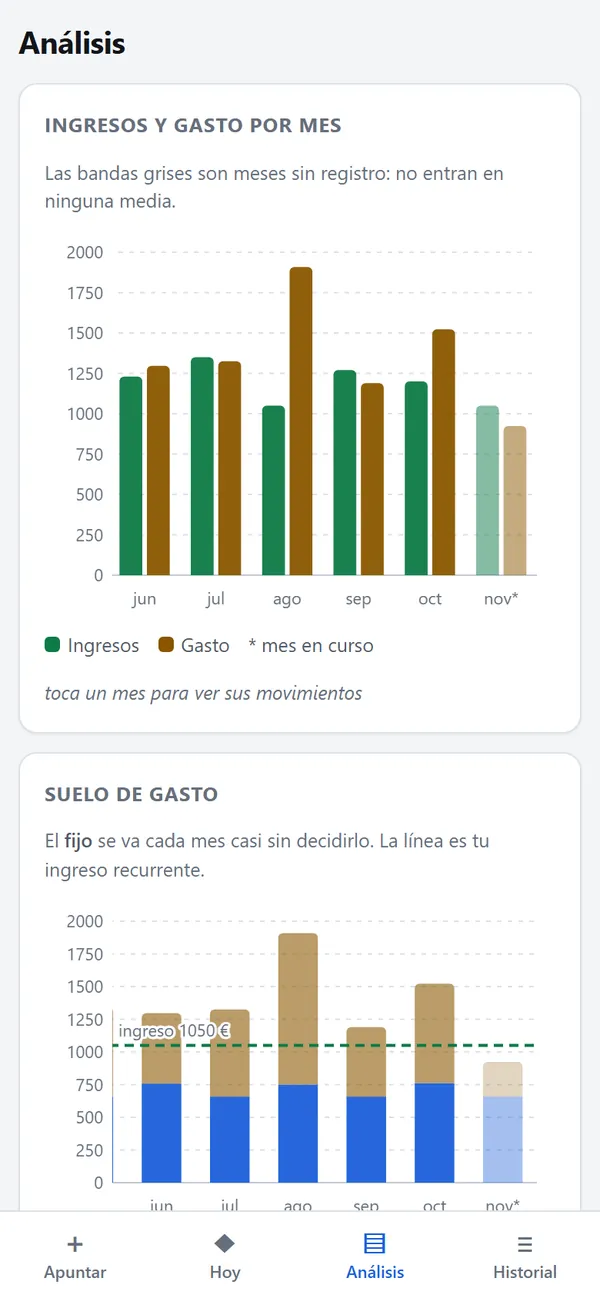 Análisis
INGRESOS Y GASTO POR MES
Las bandas grises son meses sin registro: no entran en
ninguna media.
2000
1750
1500
1250
1000
750
500
250
0
jun jul ago sep oct nov*
Ingresos Gasto * mes en curso
toca un mes para ver sus movimientos
SUELO DE GASTO
El fijo se va cada mes casi sin decidirlo. La línea es tu
ingreso recurrente.
2000
1750
1500
1250
ingreso 1050 €
1000
750
500
250
0
jun jul ago sep oct nov*
Apuntar Hoy Análisis Historial